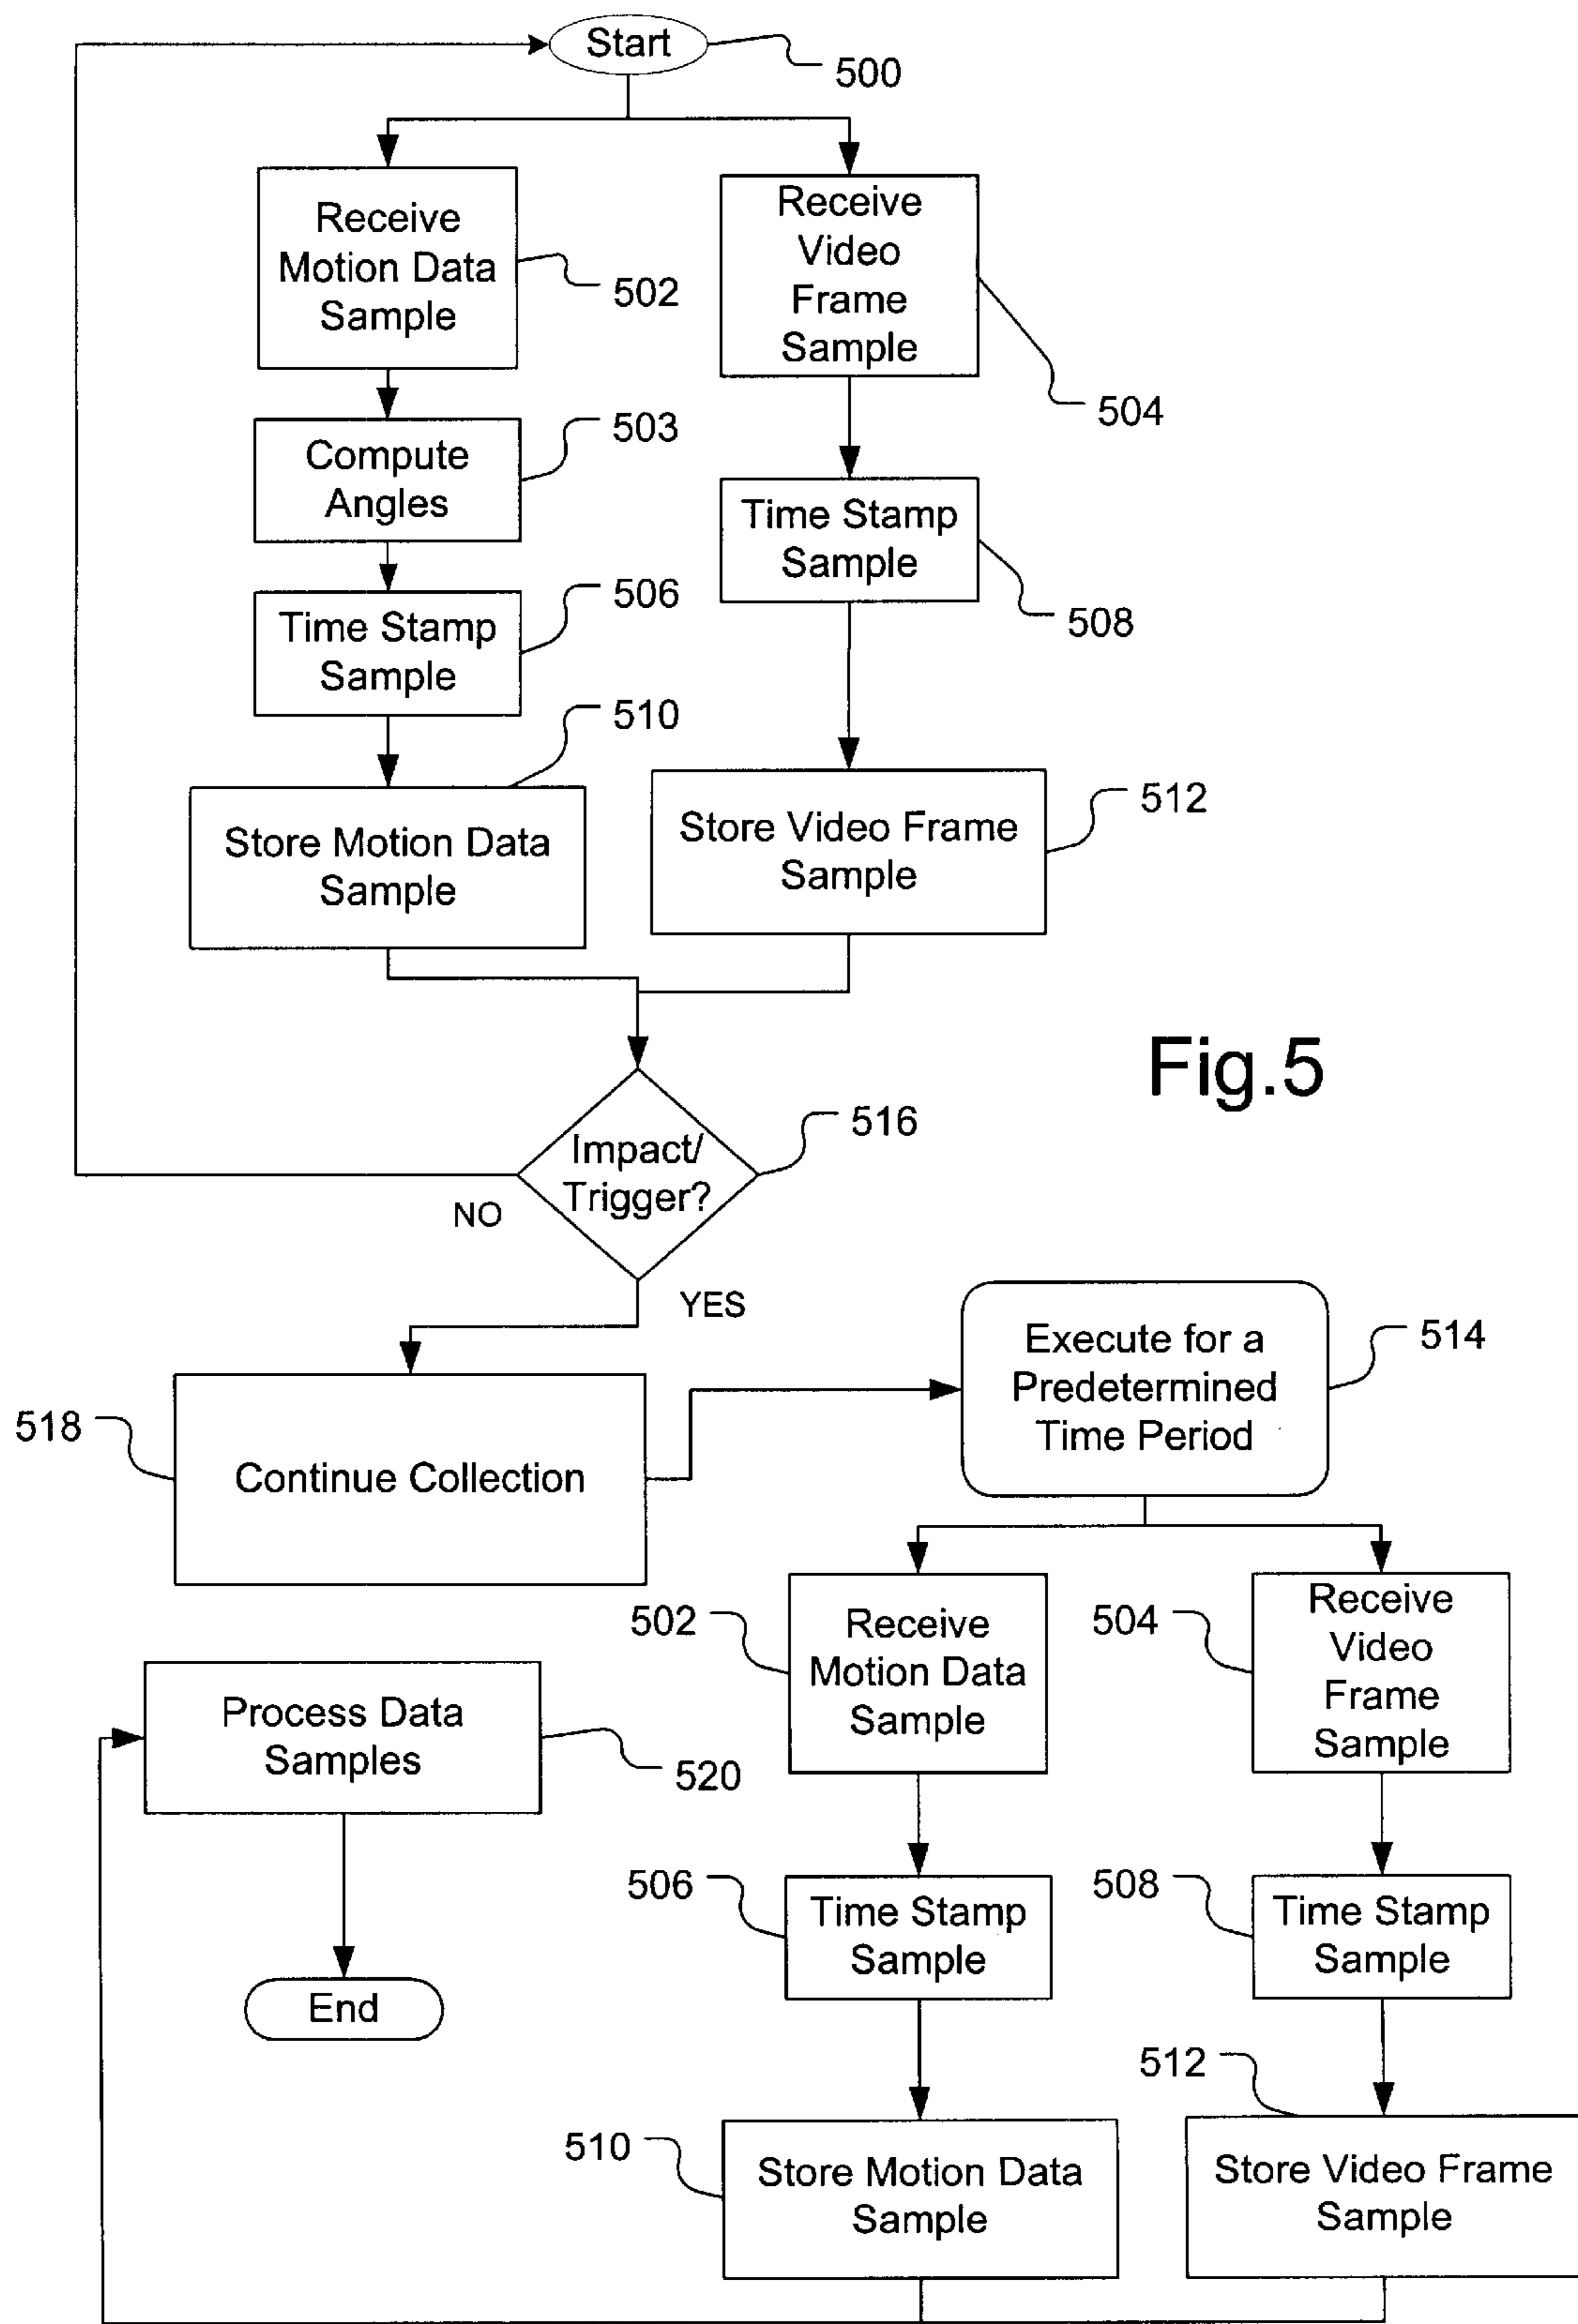 Start
500
Receive
Motion Data
Sample
502
Receive
Video
Frame
Sample
504
Compute
Angles
503
Time Stamp
Sample
508
Time Stamp
Sample
506
510
Store Motion Data
Sample
Store Video Frame
Sample
512
Fig.5
Impact/
Trigger?
516
NO
YES
Execute for a
Predetermined
Time Period
514
518
Continue Collection
502
Receive
Motion Data
Sample
504
Receive
Video
Frame
Sample
Process Data
Samples
520
506
Time Stamp
Sample
508
Time Stamp
Sample
End
510
Store Motion Data
Sample
512
Store Video Frame
Sample